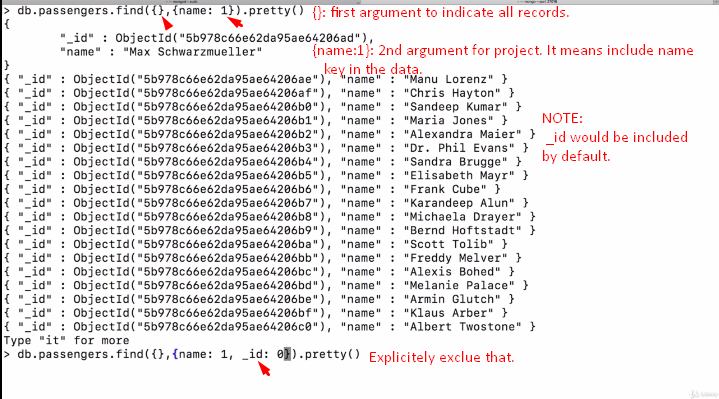 > db.passengers.find({},{name: 1}).pretty() {}: first argument to indicate all records.
{
"_id" : ObjectId("5b978c66e62da95ae64206ad"),
"name" : "Max Schwarzmueller" {name:1}: 2nd argument for project. It means include name
} key in the data.
{ "_id" : ObjectId("5b978c66e62da95ae64206ae"), "name" : "Manu Lorenz" }
{ "_id" : ObjectId("5b978c66e62da95ae64206af"), "name" : "Chris Hayton" }
{ "_id" : ObjectId("5b978c66e62da95ae64206b0"), "name" : "Sandeep Kumar" }
{ "_id" : ObjectId("5b978c66e62da95ae64206b1"), "name" : "Maria Jones" }
{ "_id" : ObjectId("5b978c66e62da95ae64206b2"), "name" : "Alexandra Maier" }
{ "_id" : ObjectId("5b978c66e62da95ae64206b3"), "name" : "Dr. Phil Evans" }
{ "_id" : ObjectId("5b978c66e62da95ae64206b4"), "name" : "Sandra Brugge" }
{ "_id" : ObjectId("5b978c66e62da95ae64206b5"), "name" : "Elisabeth Mayr" }
{ "_id" : ObjectId("5b978c66e62da95ae64206b6"), "name" : "Frank Cube" }
{ "_id" : ObjectId("5b978c66e62da95ae64206b7"), "name" : "Karandeep Alun" }
{ "_id" : ObjectId("5b978c66e62da95ae64206b8"), "name" : "Michaela Drayer" }
{ "_id" : ObjectId("5b978c66e62da95ae64206b9"), "name" : "Bernd Hoftstadt" }
{ "_id" : ObjectId("5b978c66e62da95ae64206ba"), "name" : "Scott Tolib" }
{ "_id" : ObjectId("5b978c66e62da95ae64206bb"), "name" : "Freddy Melver" }
{ "_id" : ObjectId("5b978c66e62da95ae64206bc"), "name" : "Alexis Bohed" }
{ "_id" : ObjectId("5b978c66e62da95ae64206bd"), "name" : "Melanie Palace" }
{ "_id" : ObjectId("5b978c66e62da95ae64206be"), "name" : "Armin Glutch" }
{ "_id" : ObjectId("5b978c66e62da95ae64206bf"), "name" : "Klaus Arber" }
{ "_id" : ObjectId("5b978c66e62da95ae64206c0"), "name" : "Albert Twostone" }
NOTE:
_id would be included
by default.
Type "it" for more
> db.passengers.find({},{name: 1, _id: 0}).pretty() Explicitely exclue that.
Udemy